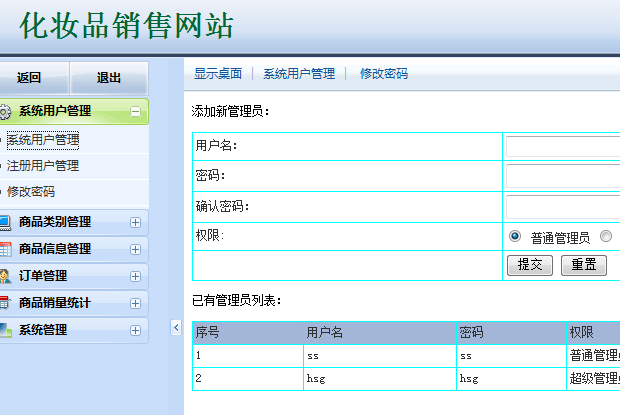 化妆品销售网站
返回 退出
显示桌面 系统用户管理 修改密码
系统用户管理
系统用户管理
注册用户管理
修改密码
商品类别管理
商品信息管理
订单管理
商品销量统计
系统管理
添加新管理员:
用户名:
密码:
确认密码:
权限: 普通管理员
提交 重置
已有管理员列表:
序号 用户名 密码 权限
1 ss ss 普通管理
2 hsg hsg 超级管理